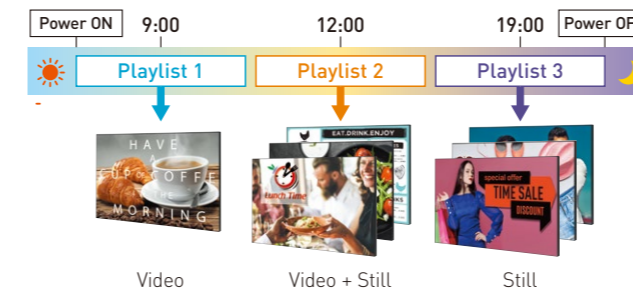 Power ON
9:00
12:00
19:00
Power OF
Playlist 1
Playlist 2
Playlist 3
HAVE
A
CUP OF COFFE
MORNING
EAT.DRINK.ENJOY
Lunch Time
special offer
TIME SALE
DISCOUNT
Video
Video + Still
Still